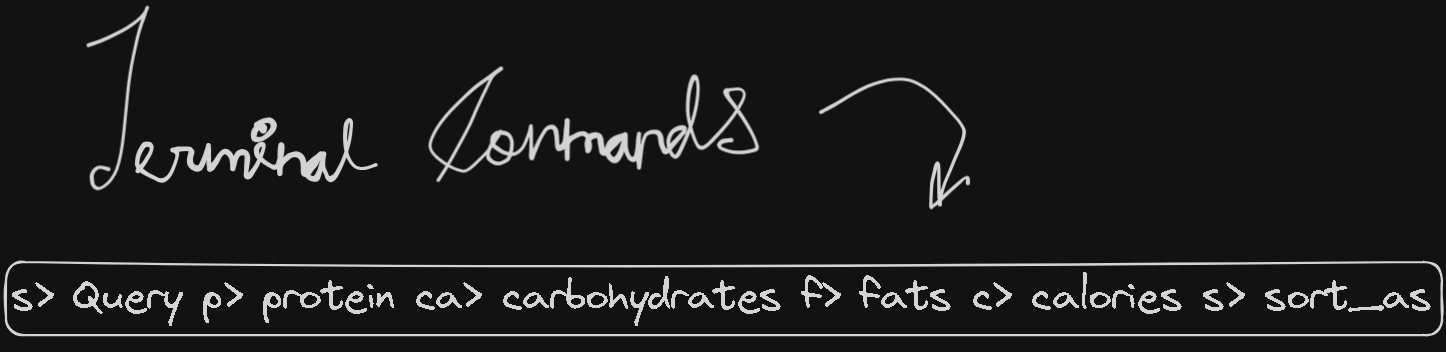 Terminal Commands
s> Query p> protein ca> carbohydrates f> fats c> calories s> sort_as